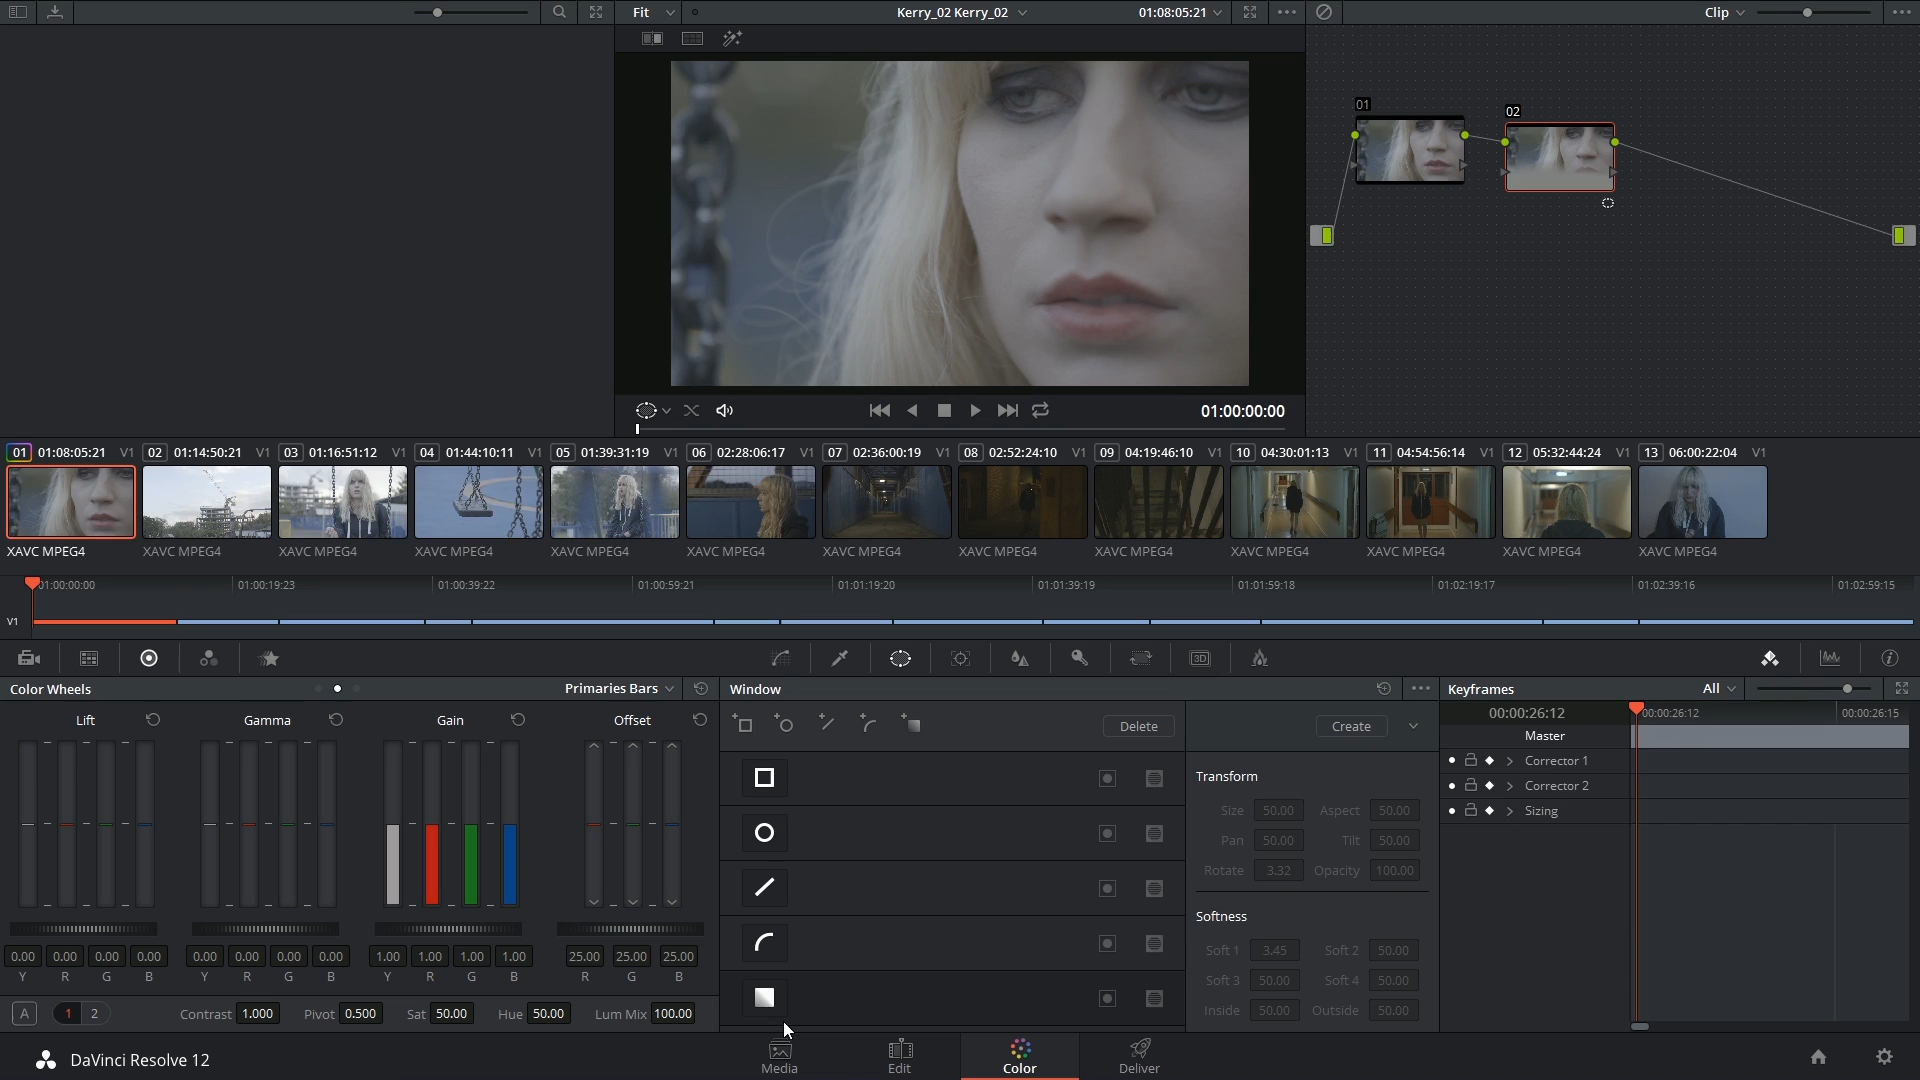 Fit Kerry_02 Kerry_02 01:08:05:21 Clip
01 02
01:00:00:00
01 01:08:05:21 V1 02 01:14:50:21 V1 03 01:16:51:12 V1 04 01:44:10:11 V1 05 01:39:31:19 V1 06 02:28:06:17 V1 07 02:36:00:19 V1 08 02:52:24:10 V1 09 04:19:46:10 V1 10 04:30:01:13 V1 11 04:54:56:14 V1 12 05:32:44:24 V1 13 06:00:22:04 V1
XAVC MPEG4 XAVC MPEG4 XAVC MPEG4 XAVC MPEG4 XAVC MPEG4 XAVC MPEG4 XAVC MPEG4 XAVC MPEG4 XAVC MPEG4 XAVC MPEG4 XAVC MPEG4 XAVC MPEG4 XAVC MPEG4
01:00:00:00 01:00:19:23 01:00:39:22 01:00:59:21 01:01:19:20 01:01:39:19 01:01:59:18 01:02:19:17 01:02:39:16 01:02:59:15
V1
3D
Color Wheels Primaries Bars
Lift Gamma Gain Offset
0.00 0.00 0.00 0.00 0.00 0.00 0.00 0.00 1.00 1.00 1.00 1.00 25.00 25.00 25.00
Y R G B Y R G B Y R G B R G B
A 1 2 Contrast 1.000 Pivot 0.500 Sat 50.00 Hue 50.00 Lum Mix 100.00
Window
Delete
Create
Transform
Size 50.00 Aspect 50.00
Pan 50.00 Tilt 50.00
Rotate 3.32 Opacity 100.00
Softness
Soft 1 3.45 Soft 2 50.00
Soft 3 50.00 Soft 4 50.00
Inside 50.00 Outside 50.00
Keyframes All
00:00:26:12 00:00:26:12 00:00:26:15
Master
Corrector 1
Corrector 2
Sizing
DaVinci Resolve 12
Media Edit Color Deliver